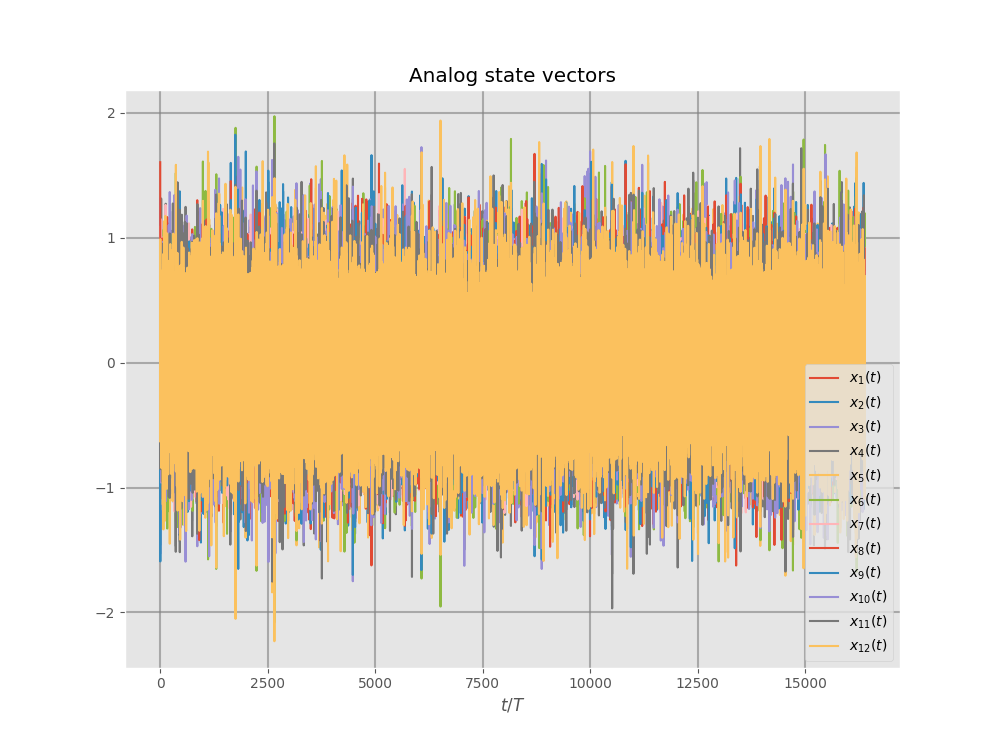 Analog state vectors
2
1
0
−1
−2
0 2500 5000 7500 10000 12500 15000
t/T
x₁(t)
x₂(t)
x₃(t)
x₄(t)
x₅(t)
x₆(t)
x₇(t)
x₈(t)
x₉(t)
x₁₀(t)
x₁₁(t)
x₁₂(t)